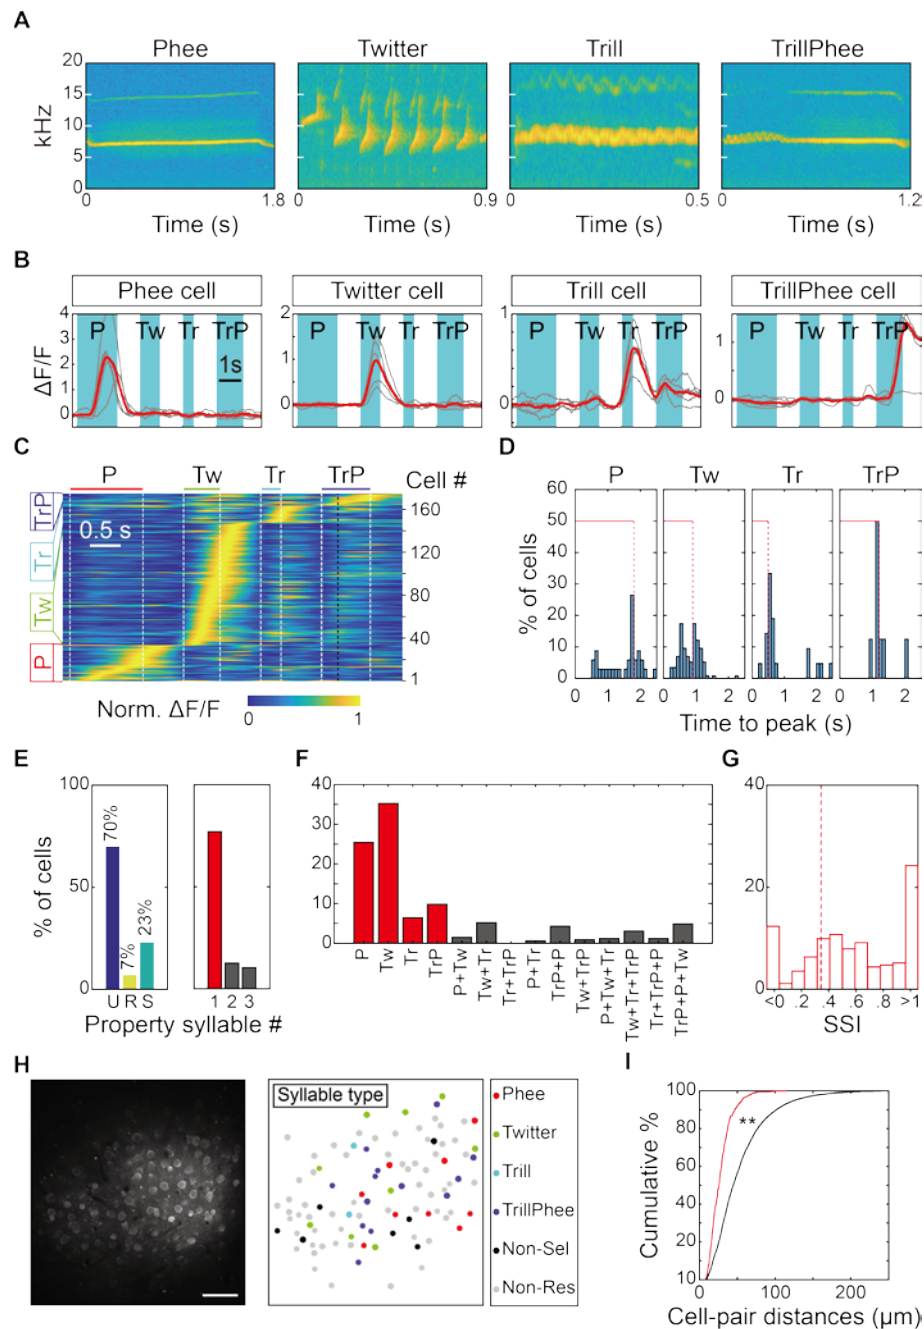 A
Phee
Twitter
Trill
TrillPhee
20
15
10
5
0
kHz
0
1.8
0
0.9
0
0.5
0
1.2
Time (s)
Time (s)
Time (s)
Time (s)
B
Phee cell
Twitter cell
Trill cell
TrillPhee cell
4
3
2
1
0
ΔF/F
P Tw Tr TrP
1s
2
1
0
P Tw Tr TrP
1
0
P Tw Tr TrP
1
0
P Tw Tr TrP
C
P
Tw
Tr
TrP
Cell #
160
120
80
40
1
TrP
Tr
Tw
P
0.5 s
Norm. ΔF/F
0
1
D
P
Tw
Tr
TrP
60
50
40
30
20
10
0
% of cells
0 1 2
0 1 2
0 1 2
0 1 2
Time to peak (s)
E
100
50
0
% of cells
70%
7%
23%
U R S
1 2 3
Property
syllable #
F
40
30
20
10
0
P
Tw
Tr
TrP
P+Tw
Tw+Tr
Tr+TrP
P+Tr
TrP+P
Tw+TrP
P+Tw+Tr
Tw+Tr+TrP
Tr+TrP+P
TrP+P+Tw
G
40
20
0
<0 .2 .4 .6 .8 >1
SSI
H
Syllable type
Phee
Twitter
Trill
TrillPhee
Non-Sel
Non-Res
I
100
80
60
40
20
10
Cumulative %
**
0
100
200
Cell-pair distances (µm)